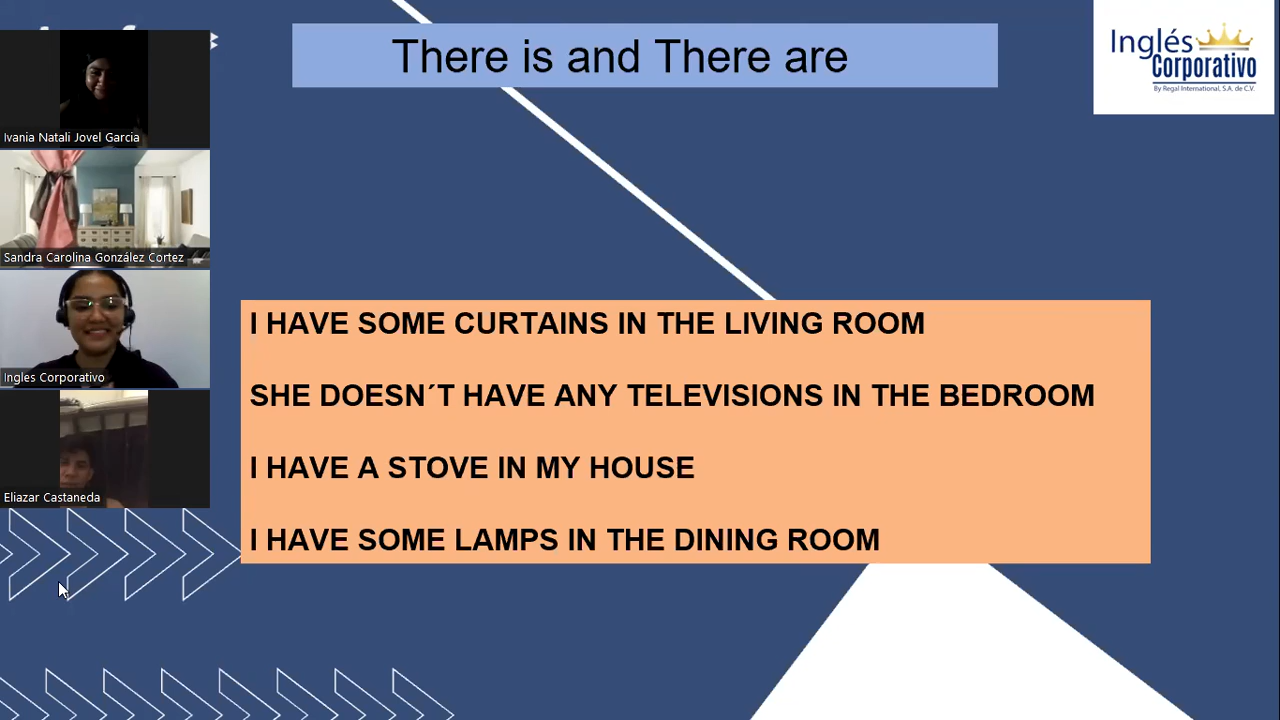 There is and There are
Inglés
Corporativo
By Regal International, S.A. de C.V.
Ivania Natali Jovel Garcia
Sandra Carolina González Cortez
Ingles Corporativo
Eliazar Castaneda
I HAVE SOME CURTAINS IN THE LIVING ROOM
SHE DOESN´T HAVE ANY TELEVISIONS IN THE BEDROOM
I HAVE A STOVE IN MY HOUSE
I HAVE SOME LAMPS IN THE DINING ROOM